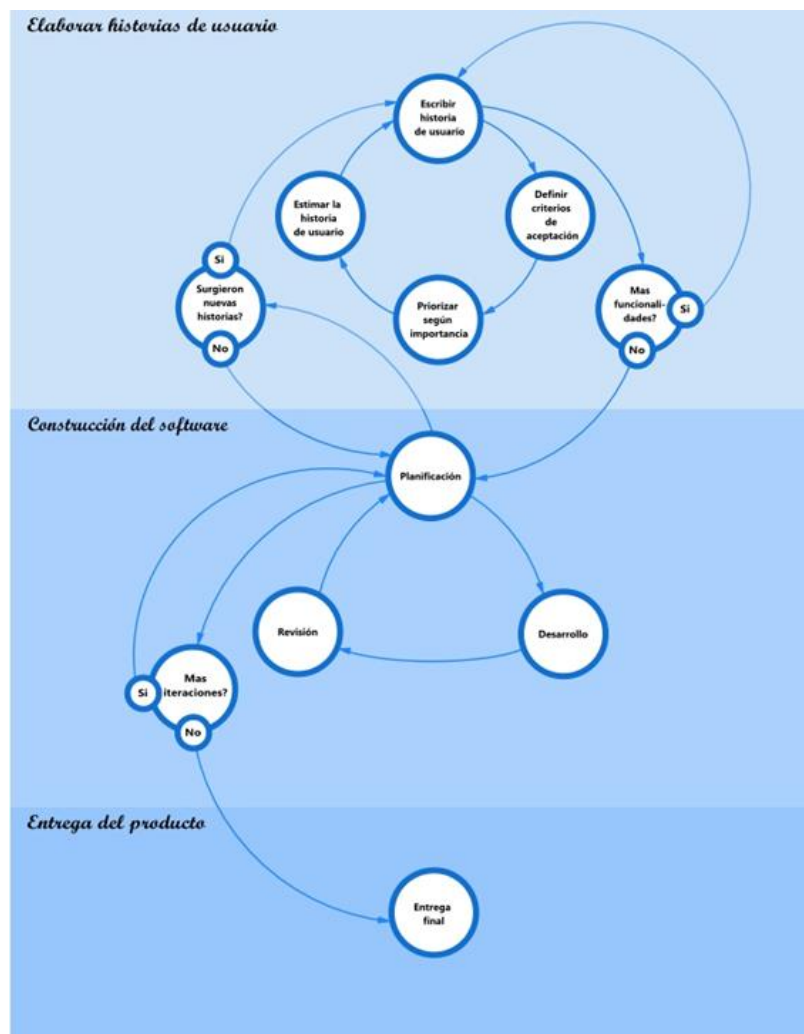 Elaborar historias de usuario
Escribir
historia
de usuario
Estimar la
historia
de usuario
Definir
criterios
de
aceptación
Si
Surgieron
nuevas
historias?
No
Priorizar
según
importancia
Mas
funcionali-
dades?
Si
No
Construcción del software
Planificación
Revisión
Desarrollo
Mas
iteraciones?
Si
No
Entrega del producto
Entrega
final